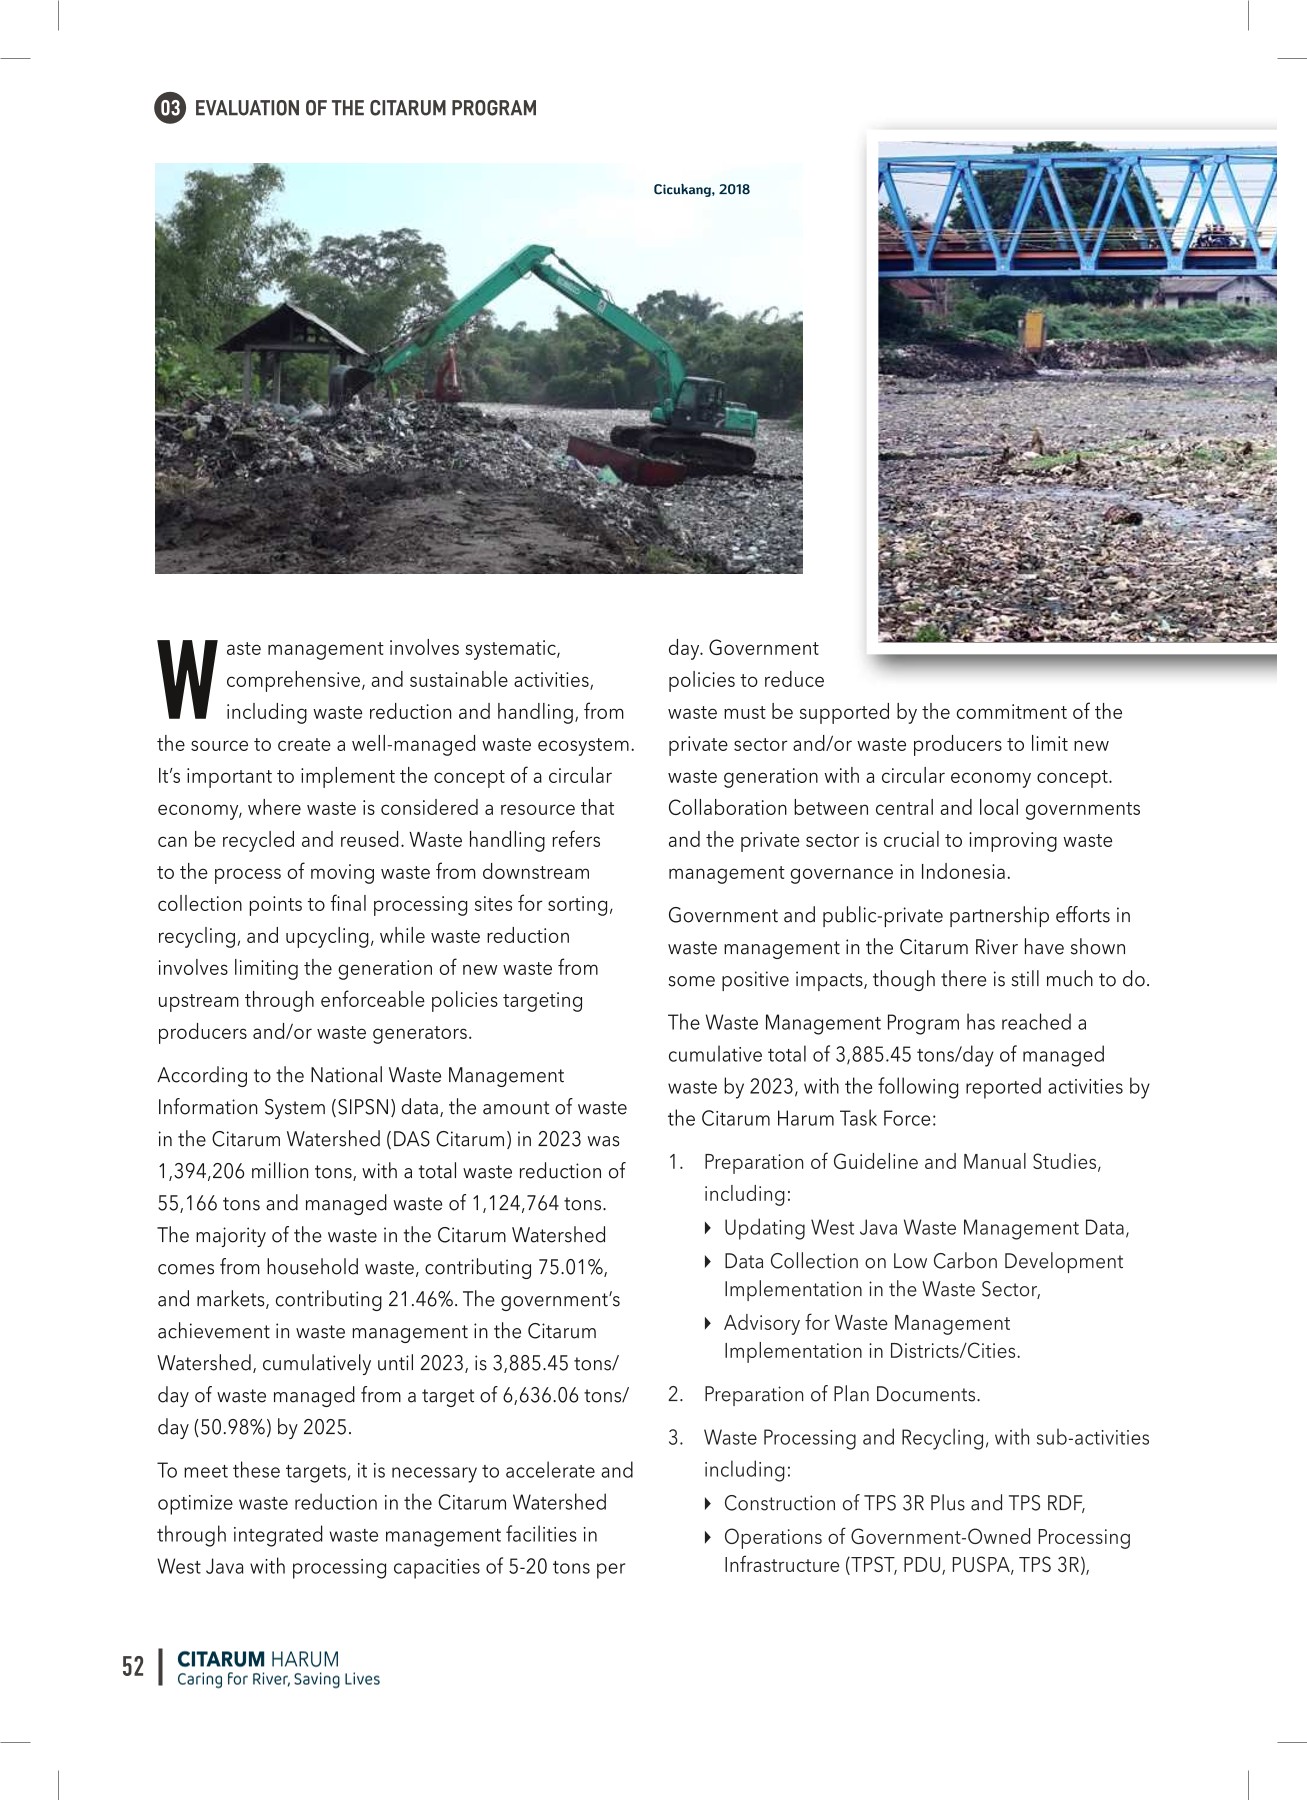 03 EVALUATION OF THE CITARUM PROGRAM
Cicukang, 2018
KOBELCO
Waste management involves systematic,
comprehensive, and sustainable activities,
including waste reduction and handling, from
the source to create a well-managed waste ecosystem.
It’s important to implement the concept of a circular
economy, where waste is considered a resource that
can be recycled and reused. Waste handling refers
to the process of moving waste from downstream
collection points to final processing sites for sorting,
recycling, and upcycling, while waste reduction
involves limiting the generation of new waste from
upstream through enforceable policies targeting
producers and/or waste generators.
According to the National Waste Management
Information System (SIPSN) data, the amount of waste
in the Citarum Watershed (DAS Citarum) in 2023 was
1,394,206 million tons, with a total waste reduction of
55,166 tons and managed waste of 1,124,764 tons.
The majority of the waste in the Citarum Watershed
comes from household waste, contributing 75.01%,
and markets, contributing 21.46%. The government’s
achievement in waste management in the Citarum
Watershed, cumulatively until 2023, is 3,885.45 tons/
day of waste managed from a target of 6,636.06 tons/
day (50.98%) by 2025.
To meet these targets, it is necessary to accelerate and
optimize waste reduction in the Citarum Watershed
through integrated waste management facilities in
West Java with processing capacities of 5-20 tons per
day. Government
policies to reduce
waste must be supported by the commitment of the
private sector and/or waste producers to limit new
waste generation with a circular economy concept.
Collaboration between central and local governments
and the private sector is crucial to improving waste
management governance in Indonesia.
Government and public-private partnership efforts in
waste management in the Citarum River have shown
some positive impacts, though there is still much to do.
The Waste Management Program has reached a
cumulative total of 3,885.45 tons/day of managed
waste by 2023, with the following reported activities by
the Citarum Harum Task Force:
1. Preparation of Guideline and Manual Studies,
including:
Updating West Java Waste Management Data,
Data Collection on Low Carbon Development
Implementation in the Waste Sector,
Advisory for Waste Management
Implementation in Districts/Cities.
2. Preparation of Plan Documents.
3. Waste Processing and Recycling, with sub-activities
including:
Construction of TPS 3R Plus and TPS RDF,
Operations of Government-Owned Processing
Infrastructure (TPST, PDU, PUSPA, TPS 3R),
52 CITARUM HARUM
Caring for River, Saving Lives